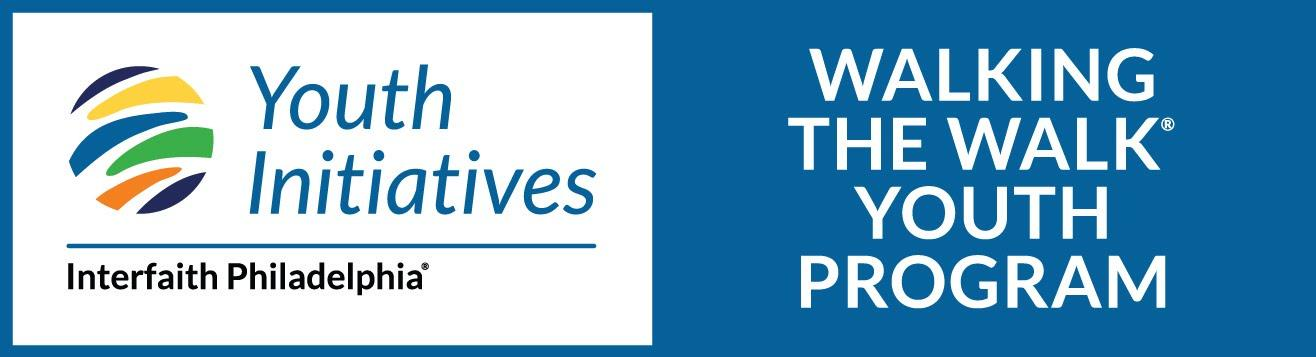 Youth
Initiatives
Interfaith Philadelphia®
WALKING
THE WALK®
YOUTH
PROGRAM